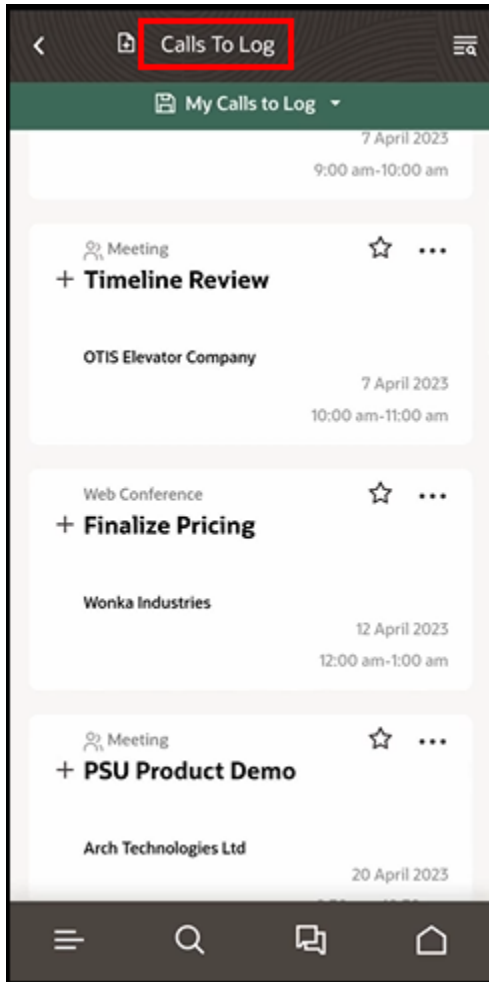 Calls To Log
My Calls to Log
7 April 2023
9:00 am-10:00 am
Meeting
+ Timeline Review
OTIS Elevator Company
7 April 2023
10:00 am-11:00 am
Web Conference
+ Finalize Pricing
Wonka Industries
12 April 2023
12:00 am-1:00 am
Meeting
+ PSU Product Demo
Arch Technologies Ltd
20 April 2023